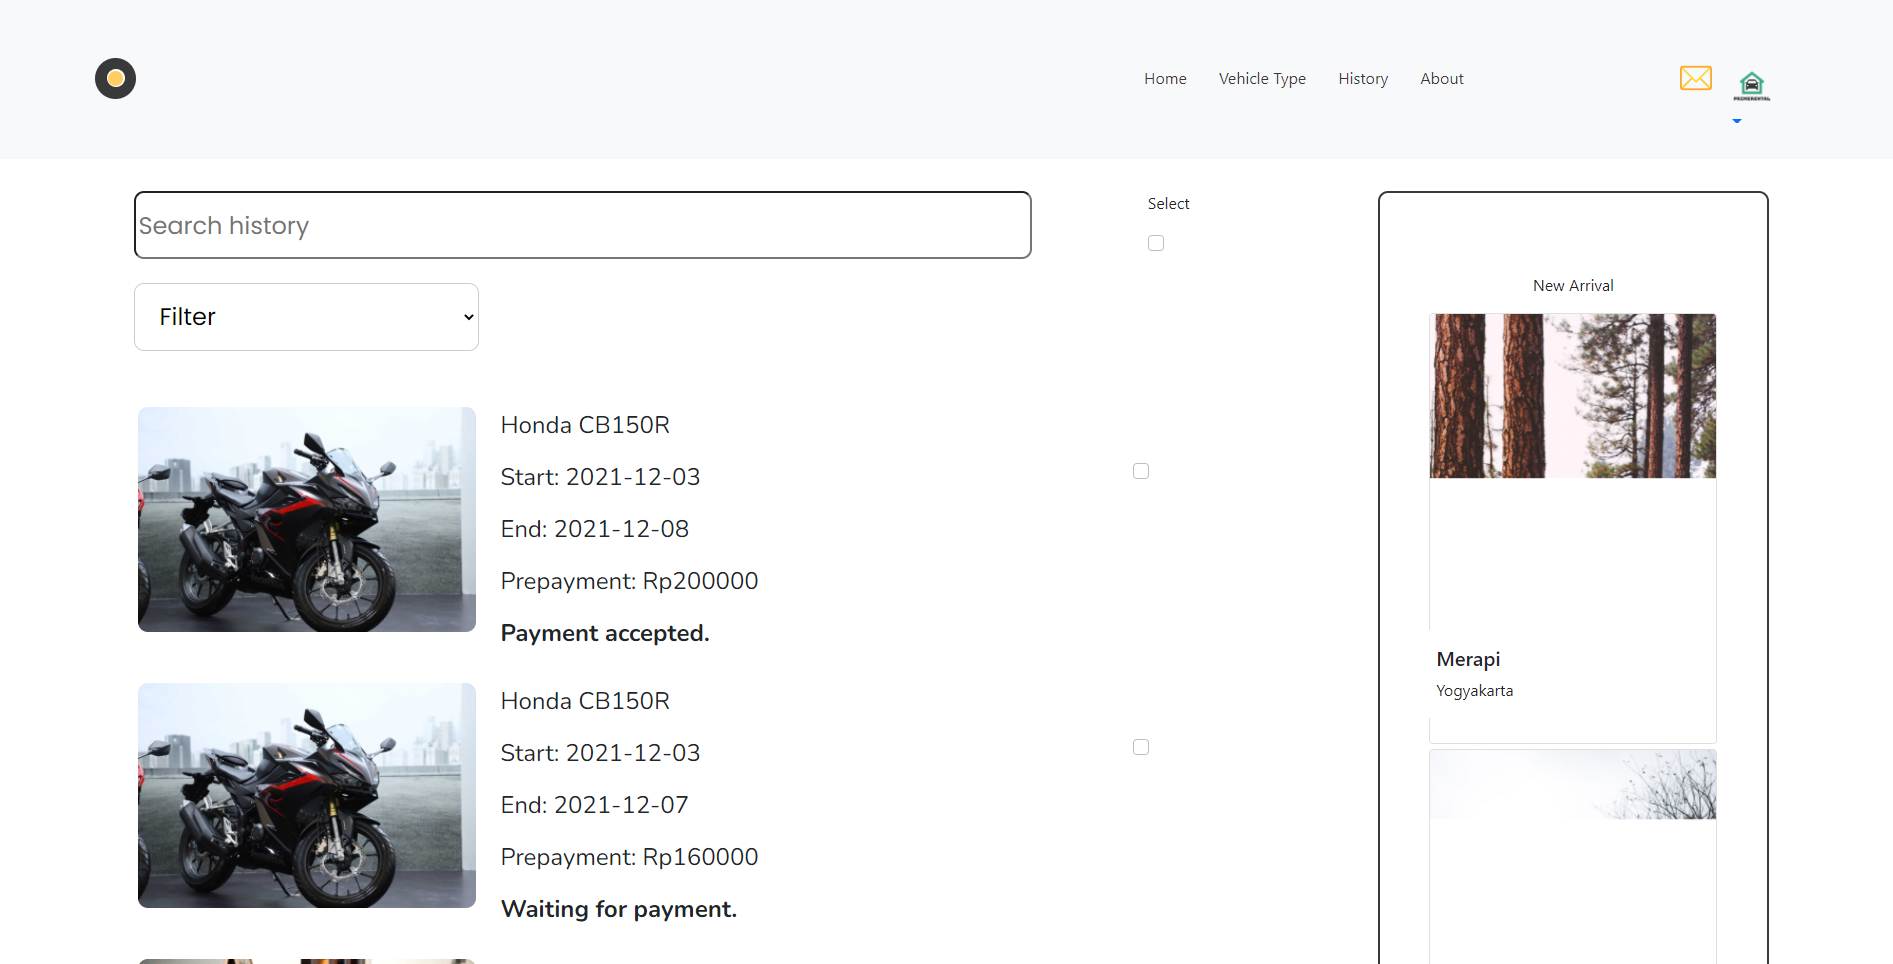 Home
Vehicle Type
History
About
Search history
Select
Filter
Honda CB150R
Start: 2021-12-03
End: 2021-12-08
Prepayment: Rp200000
Payment accepted.
Honda CB150R
Start: 2021-12-03
End: 2021-12-07
Prepayment: Rp160000
Waiting for payment.
New Arrival
Merapi
Yogyakarta